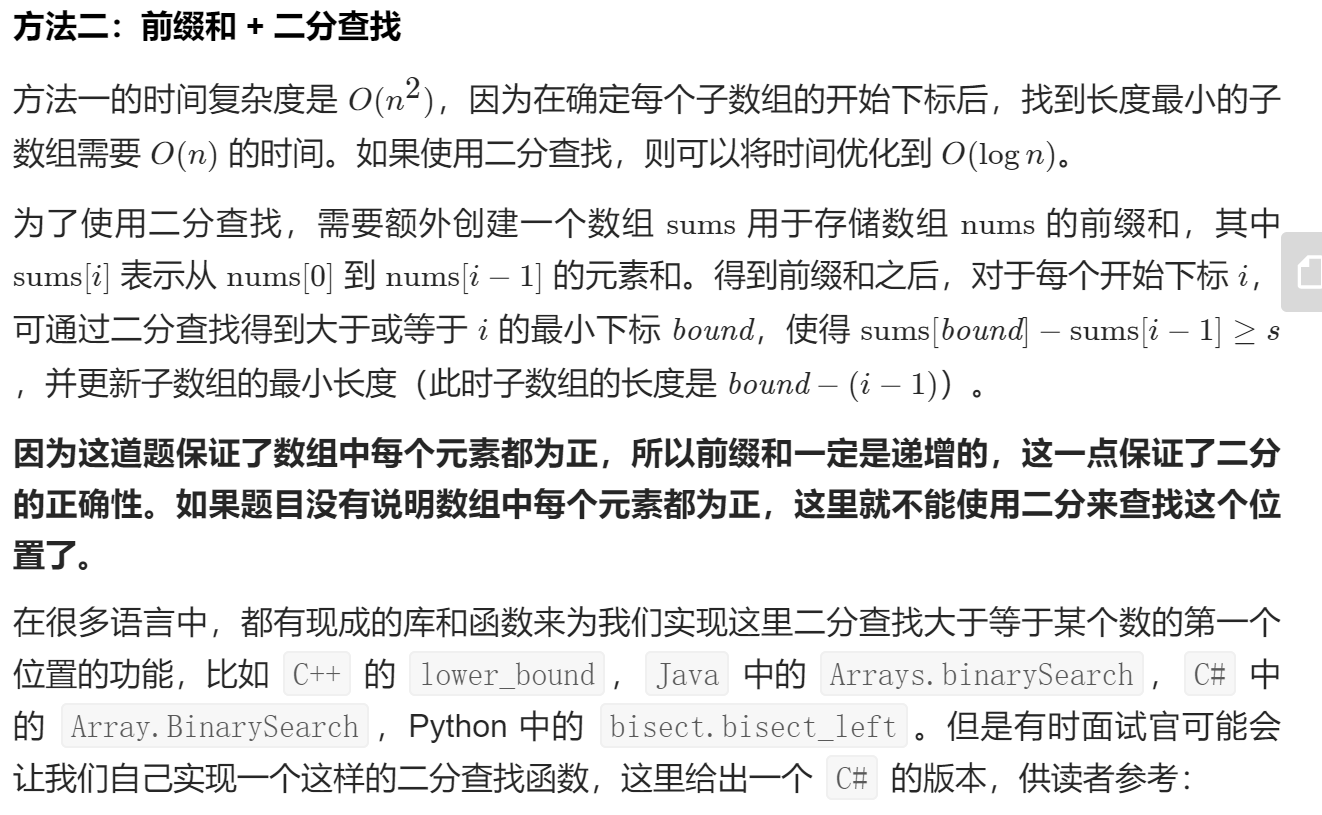 方法二：前缀和 + 二分查找
方法一的时间复杂度是 O(n²)，因为在确定每个子数组的开始下标后，找到长度最小的子
数组需要 O(n) 的时间。如果使用二分查找，则可以将时间优化到 O(log n)。
为了使用二分查找，需要额外创建一个数组 sums 用于存储数组 nums 的前缀和，其中
sums[i] 表示从 nums[0] 到 nums[i − 1] 的元素和。得到前缀和之后，对于每个开始下标 i，
可通过二分查找得到大于或等于 i 的最小下标 bound，使得 sums[bound] − sums[i − 1] ≥ s
，并更新子数组的最小长度（此时子数组的长度是 bound − (i − 1)）。
因为这道题保证了数组中每个元素都为正，所以前缀和一定是递增的，这一点保证了二分
的正确性。如果题目没有说明数组中每个元素都为正，这里就不能使用二分来查找这个位
置了。
在很多语言中，都有现成的库和函数来为我们实现这里二分查找大于等于某个数的第一个
位置的功能，比如 C++ 的 lower_bound，Java 中的 Arrays.binarySearch，C# 中
的 Array.BinarySearch，Python 中的 bisect.bisect_left。但是有时面试官可能会
让我们自己实现一个这样的二分查找函数，这里给出一个 C# 的版本，供读者参考：